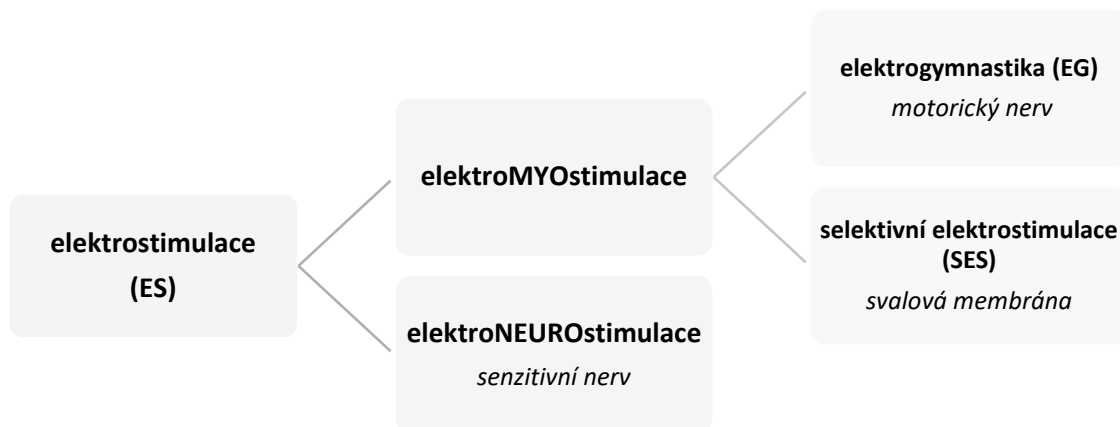 elektrostimulace
(ES)
elektroMYOstimulace
elektroNEUROstimulace
senzitivní nerv
elektrogymnastika (EG)
motorický nerv
selektivní elektrostimulace
(SES)
svalová membrána